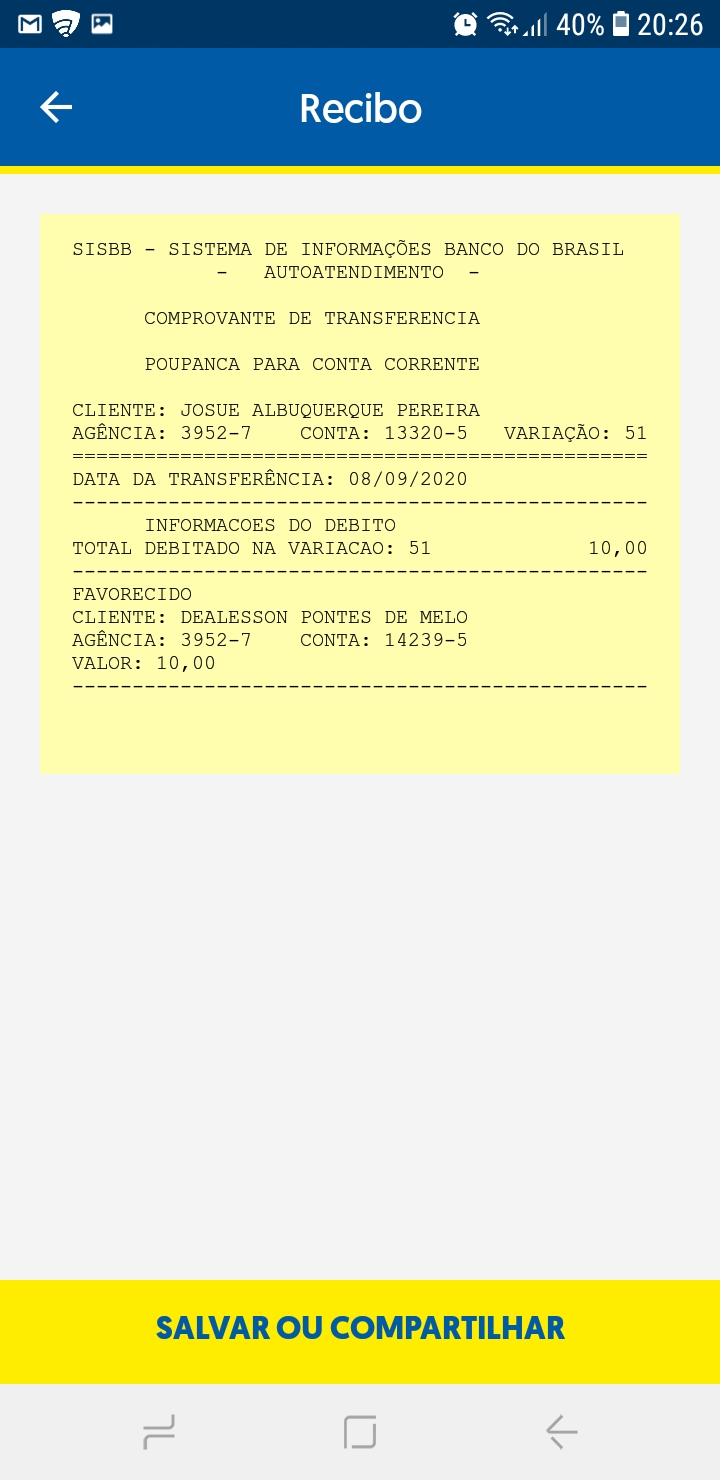 40% 20:26
Recibo
SISBB - SISTEMA DE INFORMAÇÕES BANCO DO BRASIL
- AUTOATENDIMENTO -
COMPROVANTE DE TRANSFERENCIA
POUPANCA PARA CONTA CORRENTE
CLIENTE: JOSUE ALBUQUERQUE PEREIRA
AGÊNCIA: 3952-7 CONTA: 13320-5 VARIAÇÃO: 51
================================================
DATA DA TRANSFERÊNCIA: 08/09/2020
------------------------------------------------
INFORMACOES DO DEBITO
TOTAL DEBITADO NA VARIACAO: 51 10,00
------------------------------------------------
FAVORECIDO
CLIENTE: DEALESSON PONTES DE MELO
AGÊNCIA: 3952-7 CONTA: 14239-5
VALOR: 10,00
------------------------------------------------
SALVAR OU COMPARTILHAR